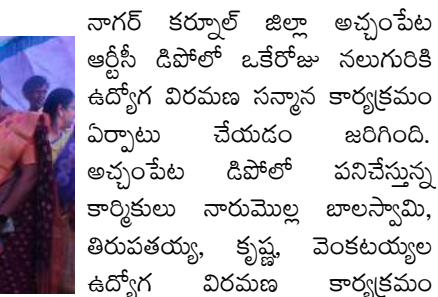 నాగర్ కర్నూల్ జిల్లా అచ్చంపేట
ఆర్టీసీ డిపోలో ఒకేరోజు నలుగురికి
ఉద్యోగ విరమణ సన్మాన కార్యక్రమం
ఏర్పాటు చేయడం జరిగింది.
అచ్చంపేట డిపోలో పనిచేస్తున్న
కార్మికులు నారుమొల్ల బాలస్వామి,
తిరుపతయ్య, కృష్ణ, వెంకటయ్యల
ఉద్యోగ విరమణ కార్యక్రమం